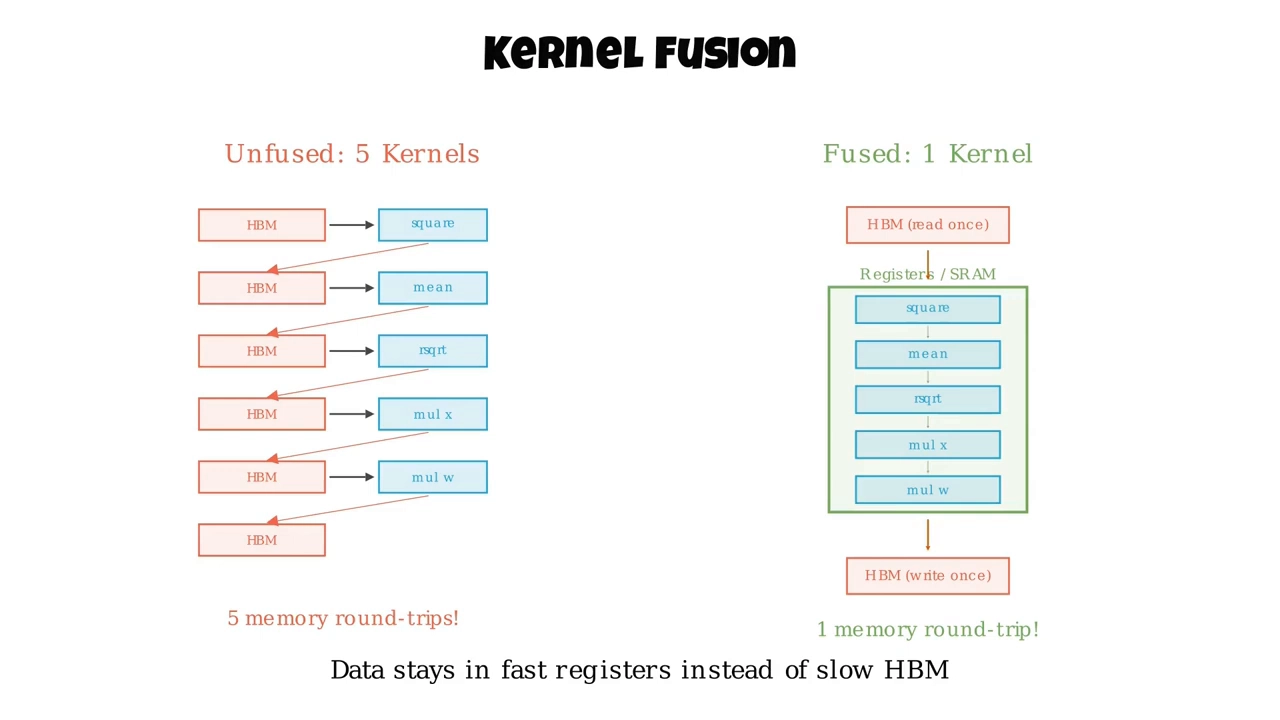 Kernel Fusion
Unfused: 5 Kernels
HBM
square
HBM
mean
HBM
rsqrt
HBM
mul x
HBM
mul w
HBM
5 memory round-trips!
Fused: 1 Kernel
HBM (read once)
Registers / SRAM
square
mean
rsqrt
mul x
mul w
HBM (write once)
1 memory round-trip!
Data stays in fast registers instead of slow HBM